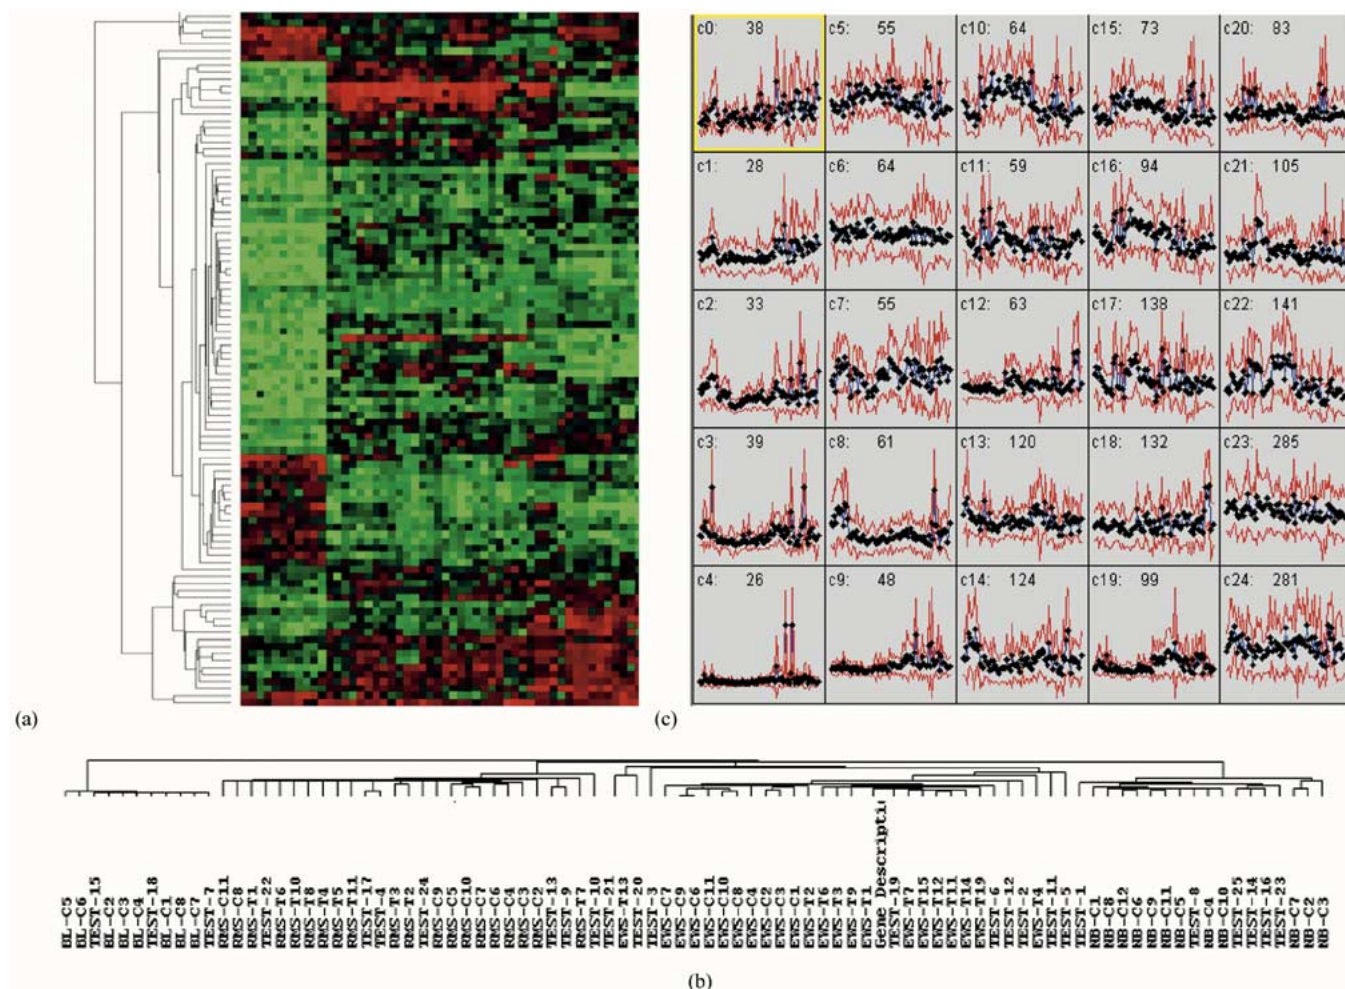 c0: 38
c5: 55
c10: 64
c15: 73
c20: 83
c1: 28
c6: 64
c11: 59
c16: 94
c21: 105
c2: 33
c7: 55
c12: 63
c17: 138
c22: 141
c3: 39
c8: 61
c13: 120
c18: 132
c23: 285
c4: 26
c9: 48
c14: 124
c19: 99
c24: 281
(a)
(c)
BL-C5
BL-C6
TEST-15
BL-C2
BL-C3
BL-C4
TEST-18
BL-C1
BL-C8
BL-C7
TEST-7
RMS-C11
RMS-C8
RMS-T1
TEST-22
RMS-T6
RMS-T10
RMS-T8
RMS-T4
RMS-T5
RMS-T11
TEST-17
TEST-4
RMS-T3
RMS-T2
TEST-24
RMS-C9
RMS-C5
RMS-C10
RMS-C7
RMS-C6
RMS-C4
RMS-C3
RMS-C2
TEST-13
TEST-9
RMS-T7
TEST-10
EWS-T13
TEST-21
TEST-20
TEST-3
EWS-C7
EWS-C9
EWS-C6
EWS-C11
EWS-C10
EWS-C8
EWS-C4
EWS-C2
EWS-C3
EWS-C1
EWS-T2
EWS-T6
EWS-T3
EWS-T9
EWS-T1
Gene Descriptio
TEST-19
EWS-T7
EWS-T15
EWS-T12
EWS-T11
EWS-T14
EWS-T19
TEST-6
TEST-12
TEST-2
EWS-T4
TEST-11
TEST-5
TEST-1
NB-C1
NB-C8
NB-C12
NB-C6
NB-C9
NB-C11
NB-C5
TEST-8
NB-C4
NB-C10
TEST-25
TEST-14
TEST-16
TEST-23
NB-C7
NB-C2
NB-C3
(b)